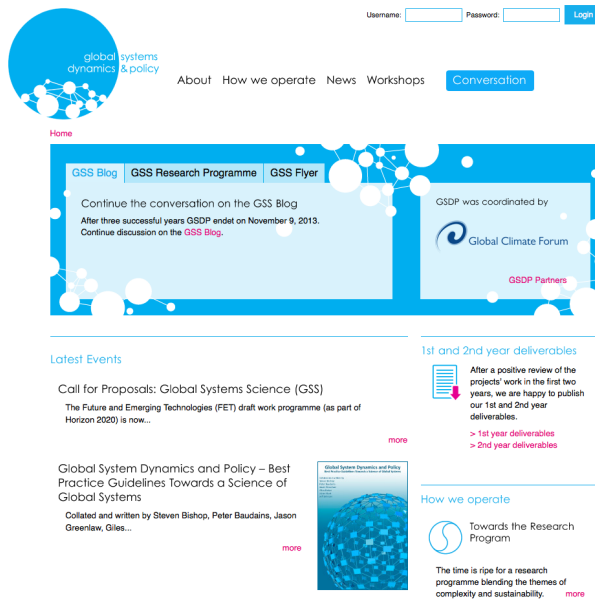 Username:
Password:
Login
global systems
dynamics & policy
About How we operate News Workshops Conversation
Home
GSS Blog GSS Research Programme GSS Flyer
Continue the conversation on the GSS Blog
After three successful years GSDP endet on November 9, 2013.
Continue discussion on the GSS Blog.
GSDP was coordinated by
Global Climate Forum
GSDP Partners
Latest Events
Call for Proposals: Global Systems Science (GSS)
The Future and Emerging Technologies (FET) draft work programme (as part of
Horizon 2020) is now...
more
Global System Dynamics and Policy – Best
Practice Guidelines Towards a Science of
Global Systems
Collated and written by Steven Bishop, Peter Baudains, Jason
Greenlaw, Giles...
more
Global System Dynamics and Policy
Best Practice Guidelines Towards a Science of Global Systems
1st and 2nd year deliverables
After a positive review of the
projects' work in the first two
years, we are happy to publish
our 1st and 2nd year
deliverables.
> 1st year deliverables
> 2nd year deliverables
How we operate
Towards the Research
Program
The time is ripe for a research
programme blending the themes of
complexity and sustainability.
more